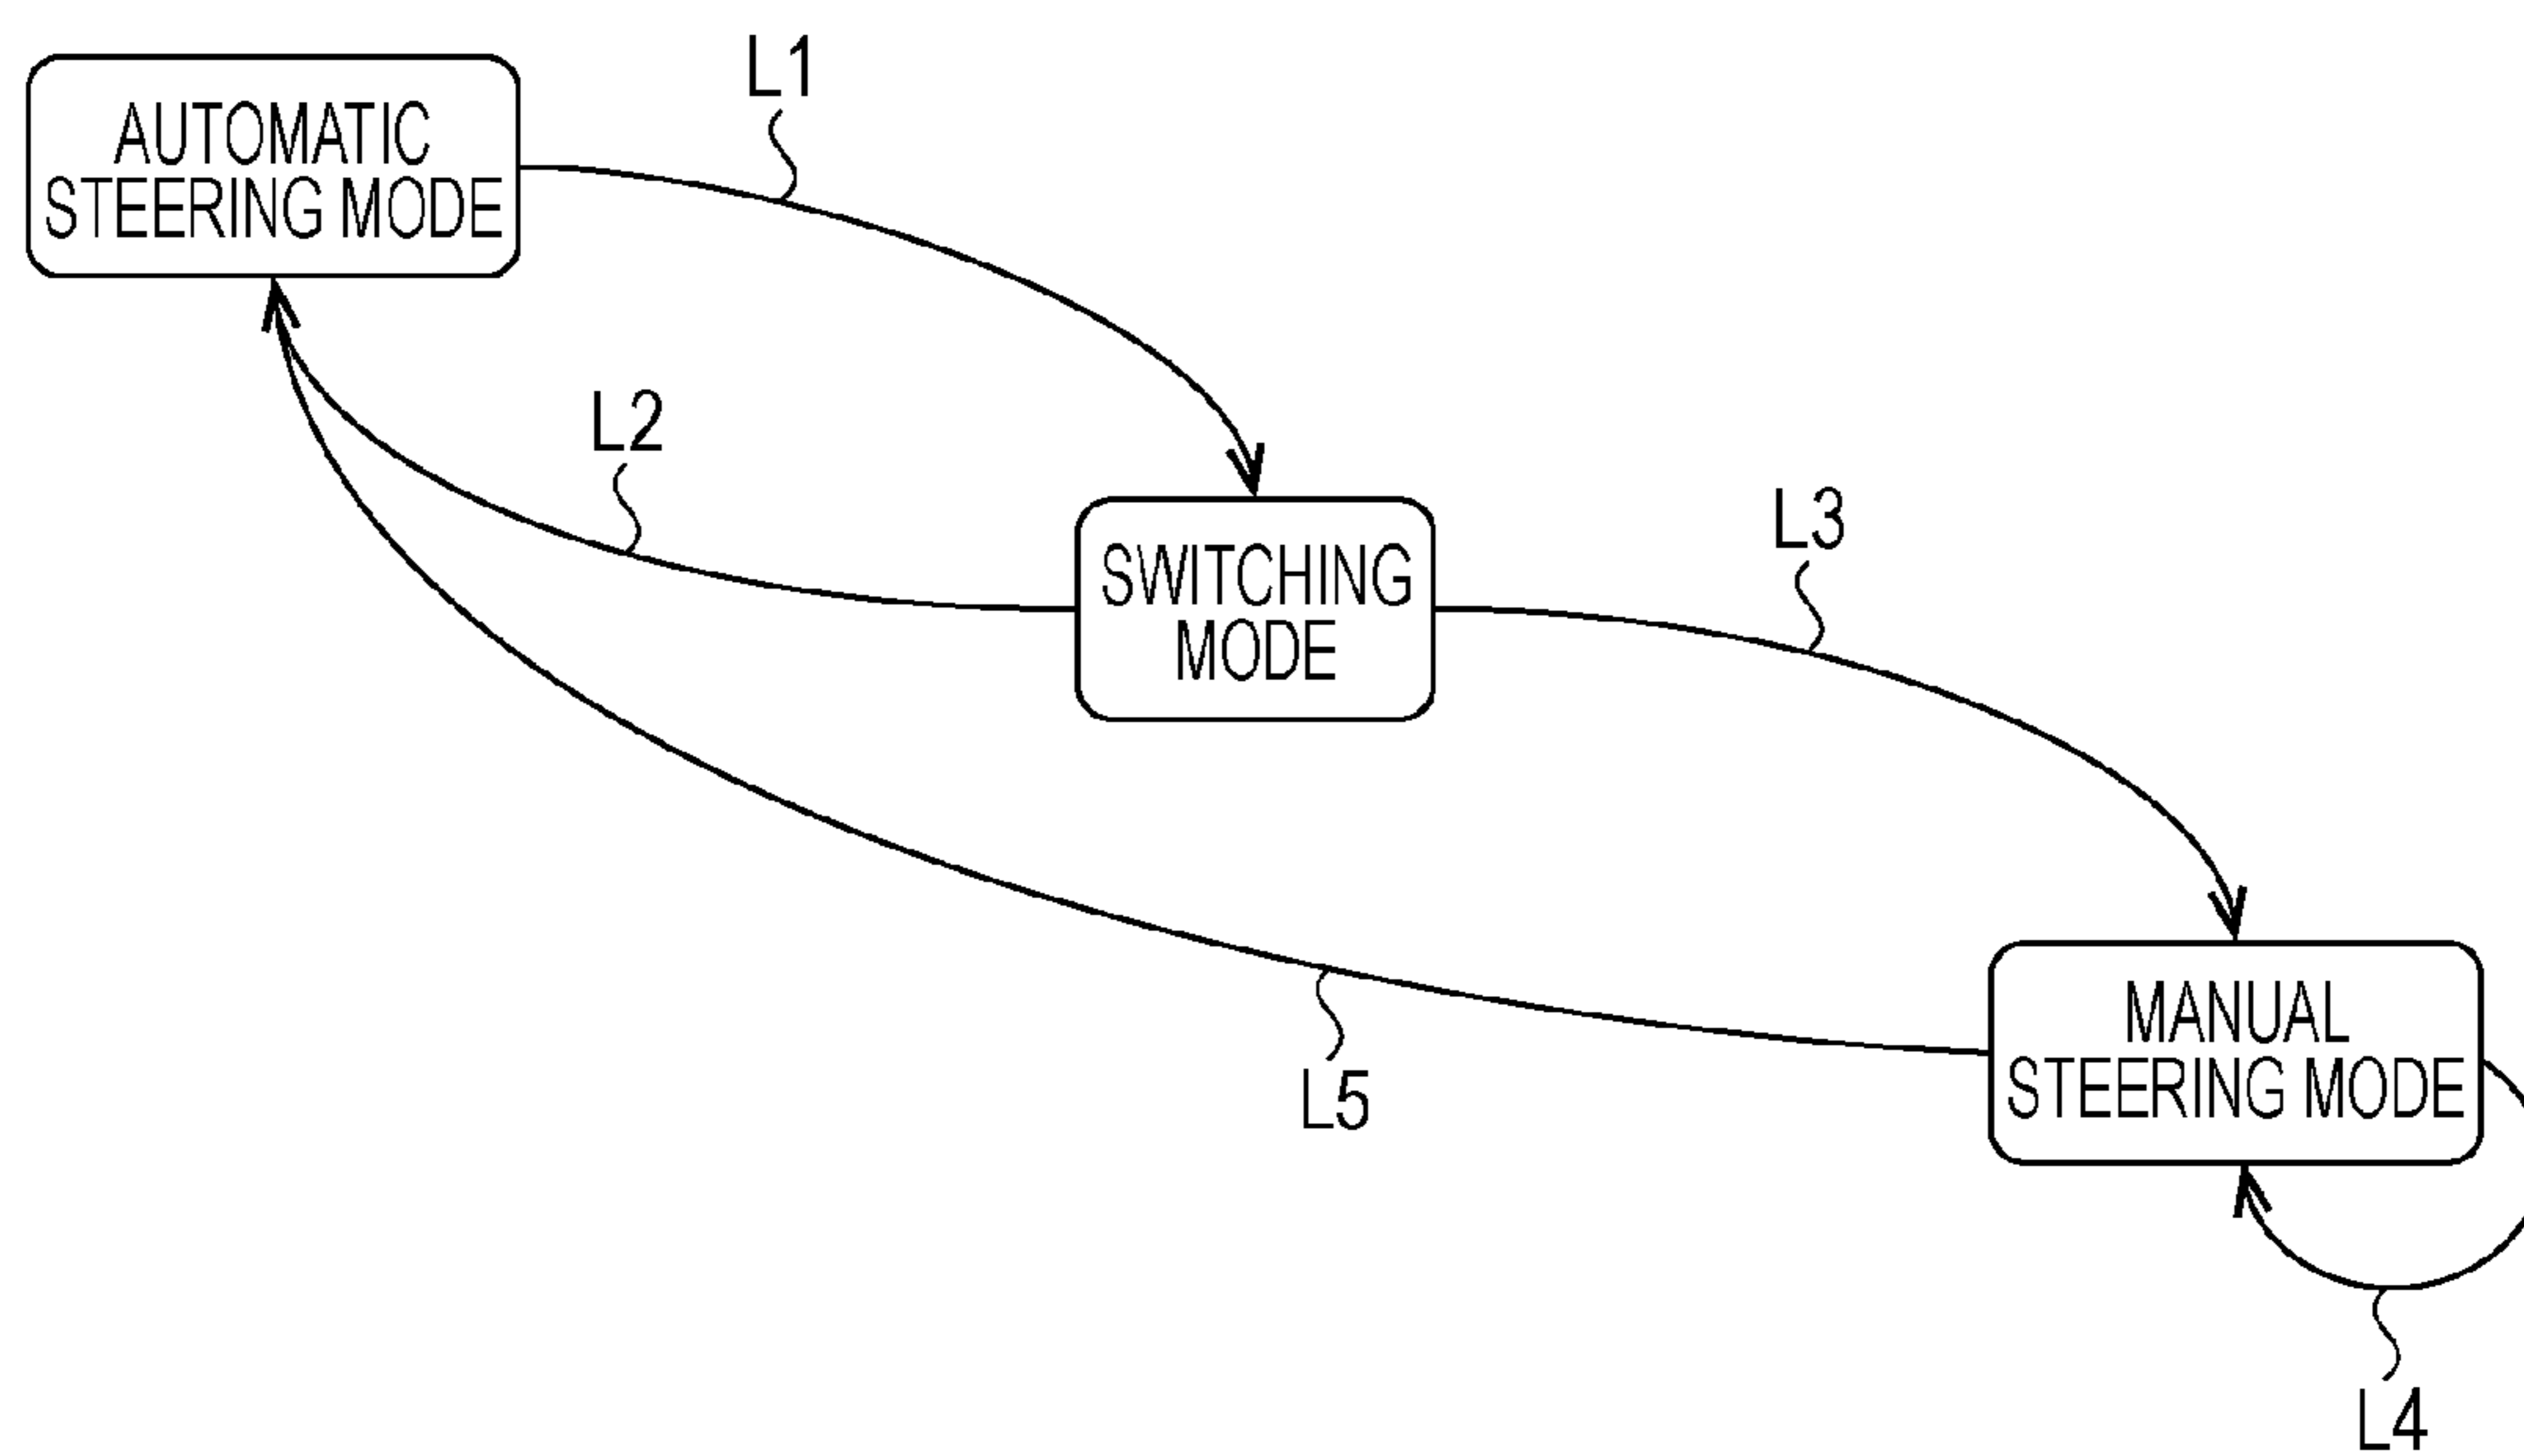 L1
AUTOMATIC
STEERING MODE
L2
L3
SWITCHING
MODE
MANUAL
STEERING MODE
L5
L4